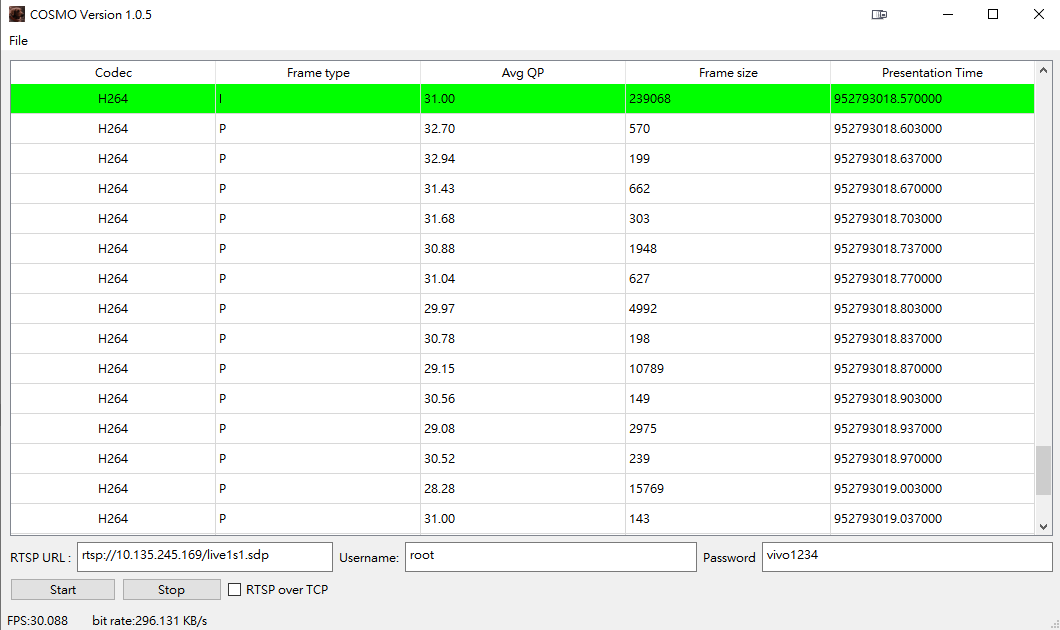 COSMO Version 1.0.5
File
Codec Frame type Avg QP Frame size Presentation Time
H264 I 31.00 239068 952793018.570000
H264 P 32.70 570 952793018.603000
H264 P 32.94 199 952793018.637000
H264 P 31.43 662 952793018.670000
H264 P 31.68 303 952793018.703000
H264 P 30.88 1948 952793018.737000
H264 P 31.04 627 952793018.770000
H264 P 29.97 4992 952793018.803000
H264 P 30.78 198 952793018.837000
H264 P 29.15 10789 952793018.870000
H264 P 30.56 149 952793018.903000
H264 P 29.08 2975 952793018.937000
H264 P 30.52 239 952793018.970000
H264 P 28.28 15769 952793019.003000
H264 P 31.00 143 952793019.037000
RTSP URL : rtsp://10.135.245.169/live1s1.sdp Username: root Password vivo1234
Start Stop RTSP over TCP
FPS:30.088 bit rate:296.131 KB/s